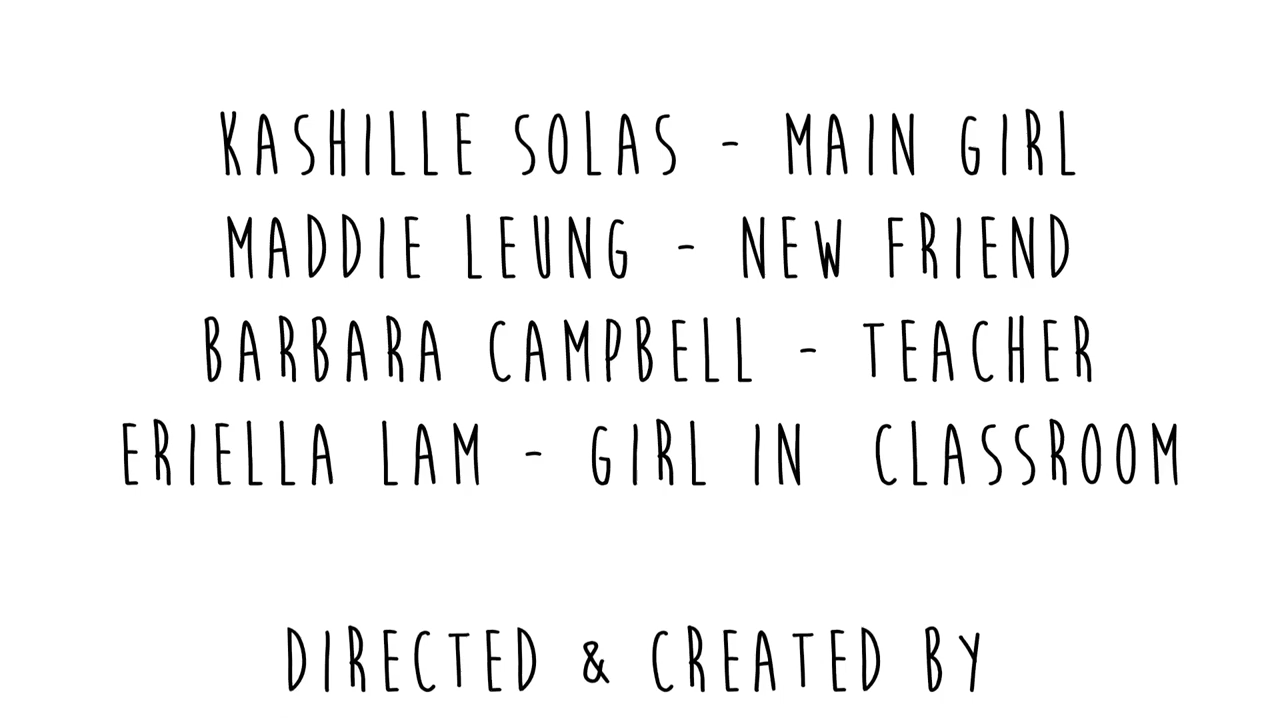 KASHILLE SOLAS - MAIN GIRL
MADDIE LEUNG - NEW FRIEND
BARBARA CAMPBELL - TEACHER
ERIELLA LAM - GIRL IN CLASSROOM
DIRECTED & CREATED BY